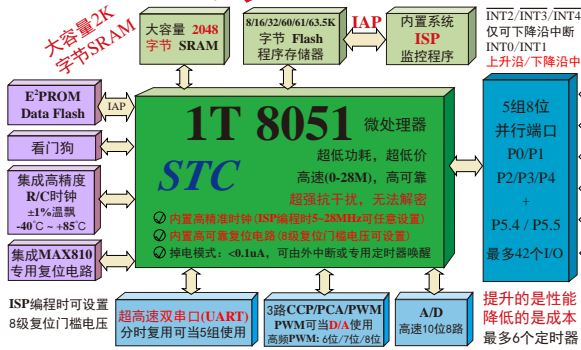 大容量2K
字节SRAM
大容量 2048
字节 SRAM
8/16/32/60/61/63.5K
字节 Flash
程序存储器
IAP
内置系统
ISP
监控程序
INT2/INT3/INT4
仅可下降沿中断
INT0/INT1
上升沿/下降沿中
E²PROM
Data Flash
IAP
看门狗
集成高精度
R/C时钟
±1%温飘
-40℃ ~ +85℃
集成MAX810
专用复位电路
1T 8051 微处理器
STC
超低功耗，超低价
高速(0-28M)，高可靠
超强抗干扰，无法解密
内置高精准时钟(ISP编程时5-28MHz可任意设置)
内置高可靠复位电路(8级复位门槛电压可设置)
掉电模式：<0.1uA，可由外中断或专用定时器唤醒
5组8位
并行端口
P0/P1
P2/P3/P4
+
P5.4 / P5.5
最多42个I/O
ISP编程时可设置
8级复位门槛电压
超高速双串口(UART)
分时复用可当5组使用
3路CCP/PCA/PWM
PWM可当D/A使用
高频PWM: 6位/7位/8位
A/D
高速10位8路
提升的是性能
降低的是成本
最多6个定时器